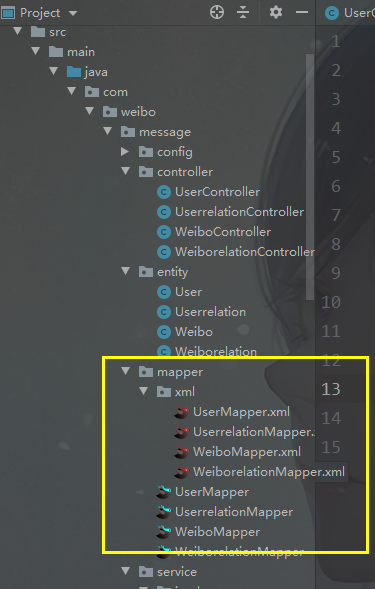 Project
src
main
java
com
weibo
message
config
controller
UserController
UserrelationController
WeiboController
WeiborelationController
entity
User
Userrelation
Weibo
Weiborelation
mapper
xml
UserMapper.xml
UserrelationMapper.
WeiboMapper.xml
WeiborelationMapper.xml
UserMapper
UserrelationMapper
WeiboMapper
WeiborelationMapper
service
UserC
1
2
3
4
5
6
7
8
9
10
11
12
13
14
15